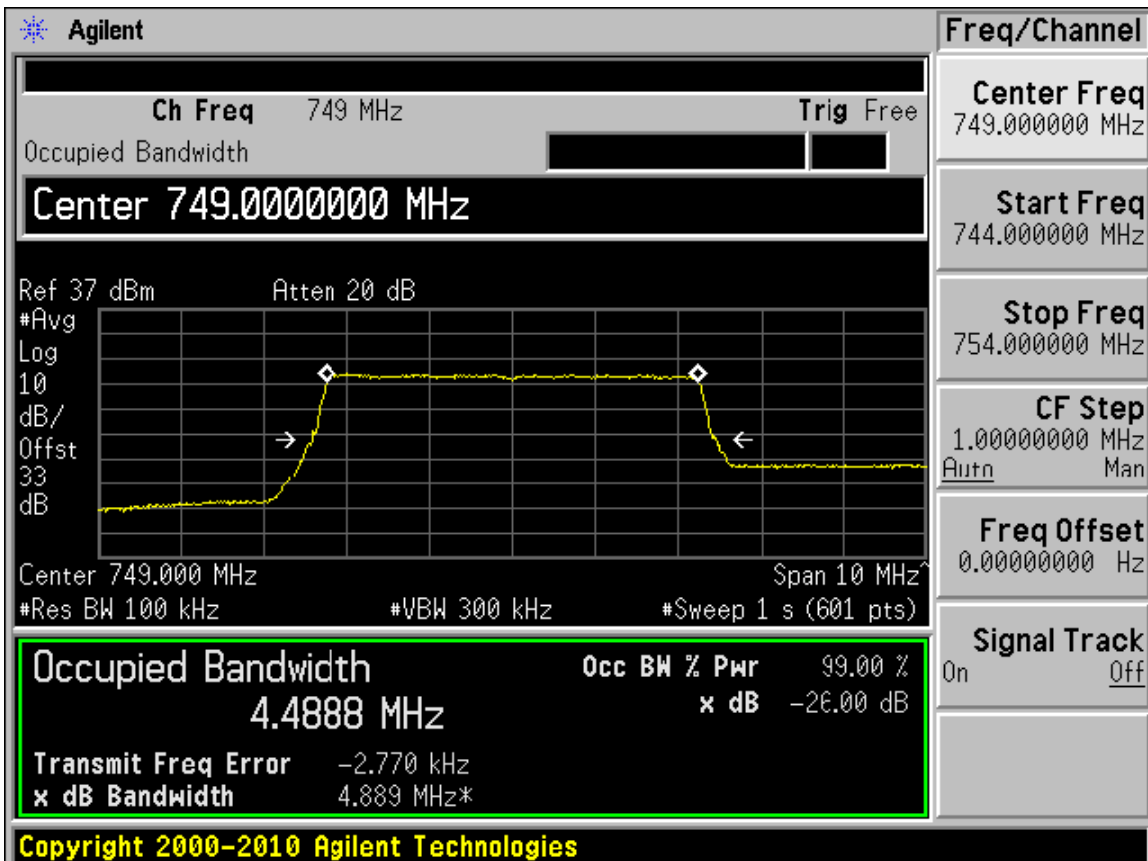 Agilent
Freq/Channel
Ch Freq 749 MHz Trig Free
Occupied Bandwidth
Center 749.0000000 MHz
Ref 37 dBm Atten 20 dB
#Avg
Log
10
dB/
Offst
33
dB
Center 749.000 MHz Span 10 MHz^
#Res BW 100 kHz #VBW 300 kHz #Sweep 1 s (601 pts)
Occupied Bandwidth
4.4888 MHz
Occ BW % Pwr 99.00 %
x dB -26.00 dB
Transmit Freq Error -2.770 kHz
x dB Bandwidth 4.889 MHz*
Copyright 2000-2010 Agilent Technologies
Center Freq
749.000000 MHz
Start Freq
744.000000 MHz
Stop Freq
754.000000 MHz
CF Step
1.00000000 MHz
Auto Man
Freq Offset
0.00000000 Hz
Signal Track
On Off